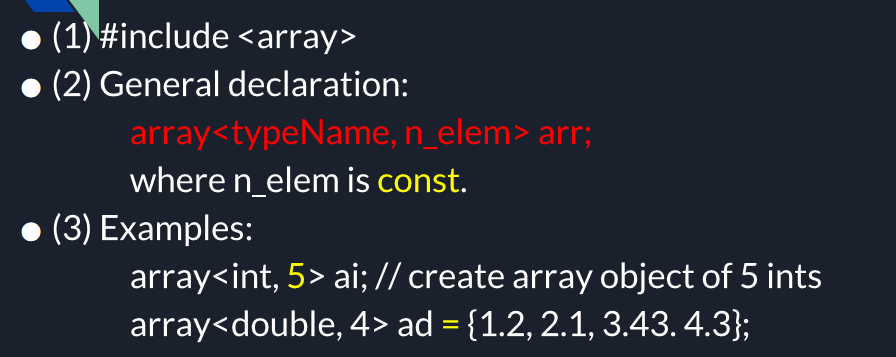 ● (1) #include <array>
● (2) General declaration:
array<typeName, n_elem> arr;
where n_elem is const.
● (3) Examples:
array<int, 5> ai; // create array object of 5 ints
array<double, 4> ad = {1.2, 2.1, 3.43. 4.3};